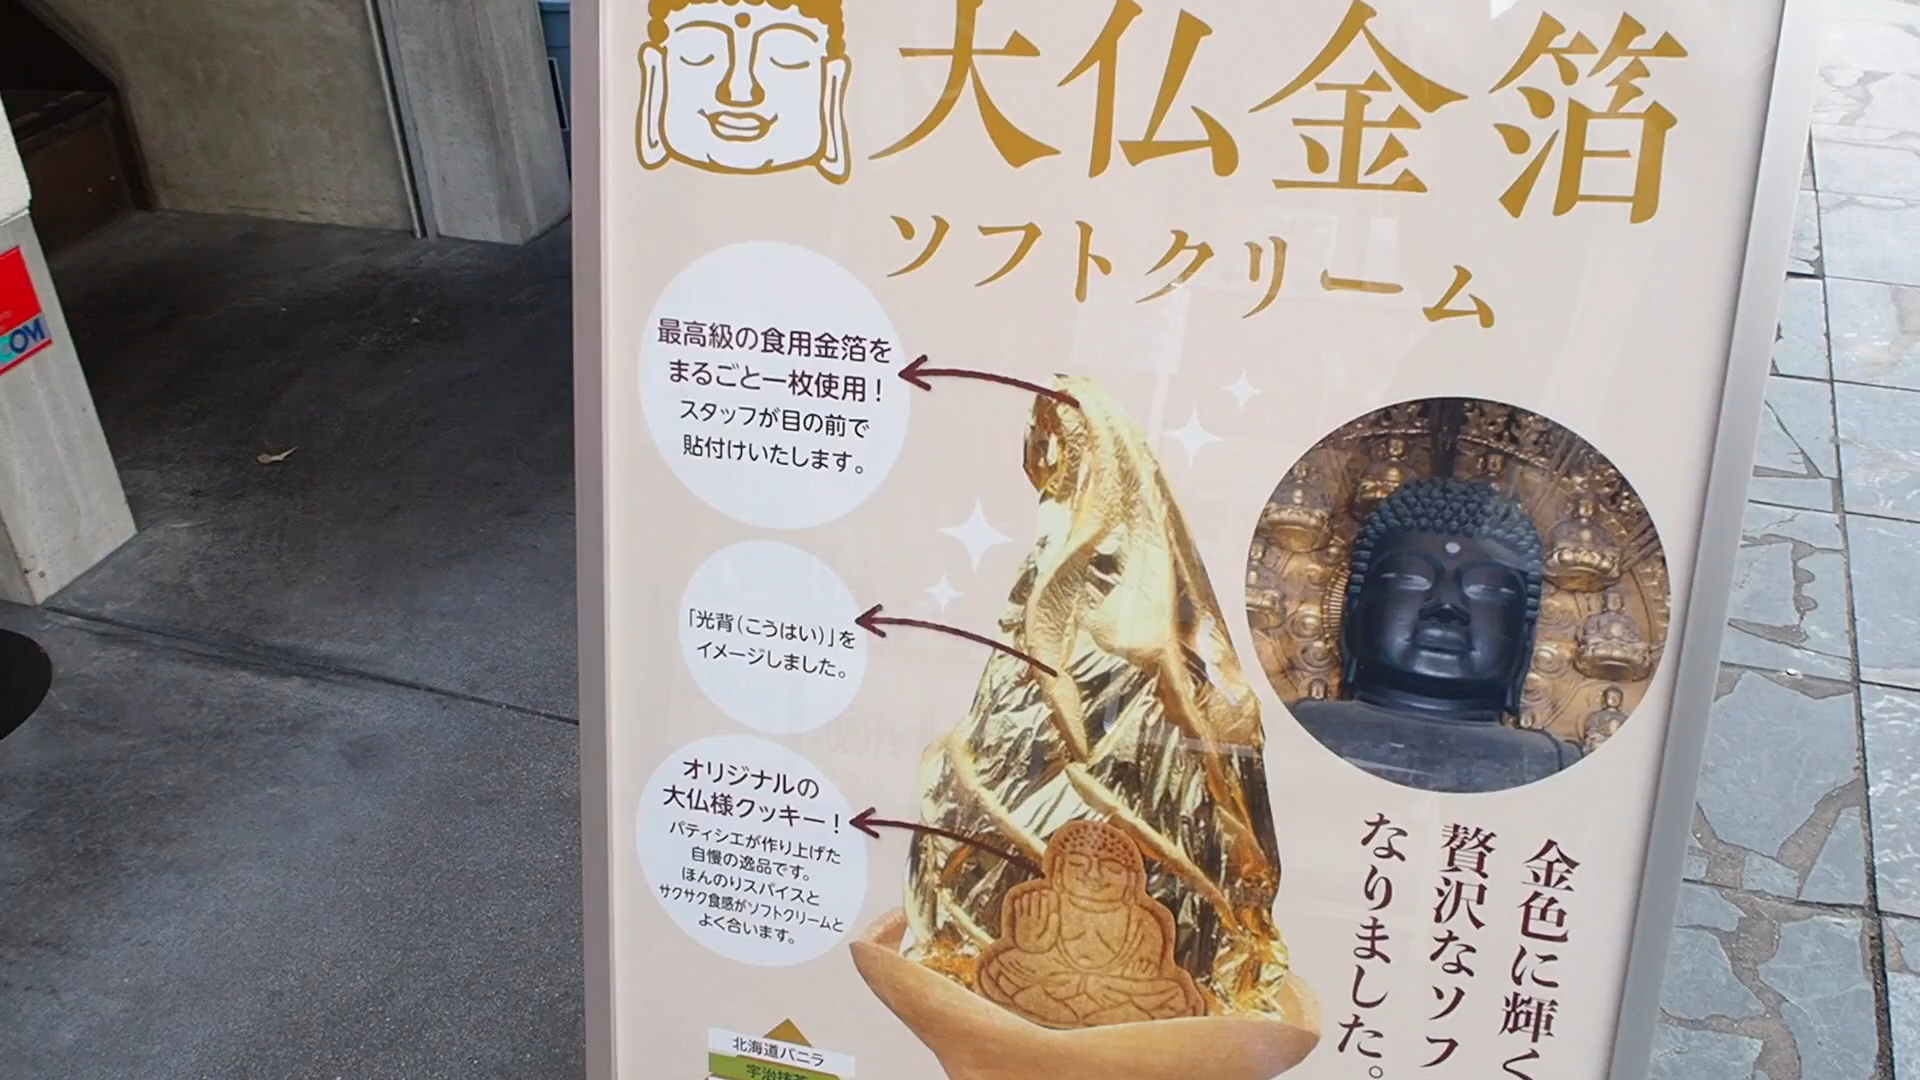 大仏金箔
ソフトクリーム
最高級の食用金箔を
まるごと一枚使用！
スタッフが目の前で
貼付けいたします。
「光背（こうはい）」を
イメージしました。
オリジナルの
大仏様クッキー！
パティシエが作り上げた
自慢の逸品です。
ほんのりスパイスと
サクサク食感がソフトクリームと
よく合います。
金色に輝く
贅沢なソフ
なりました。
北海道バニラ
宇治抹茶
COM